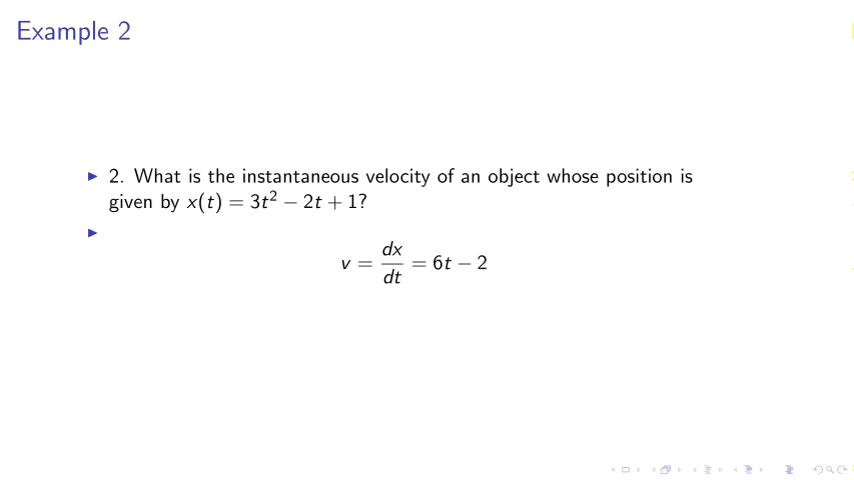 Example 2
2. What is the instantaneous velocity of an object whose position is
given by x(t) = 3t² − 2t + 1?
v = dx/dt = 6t − 2